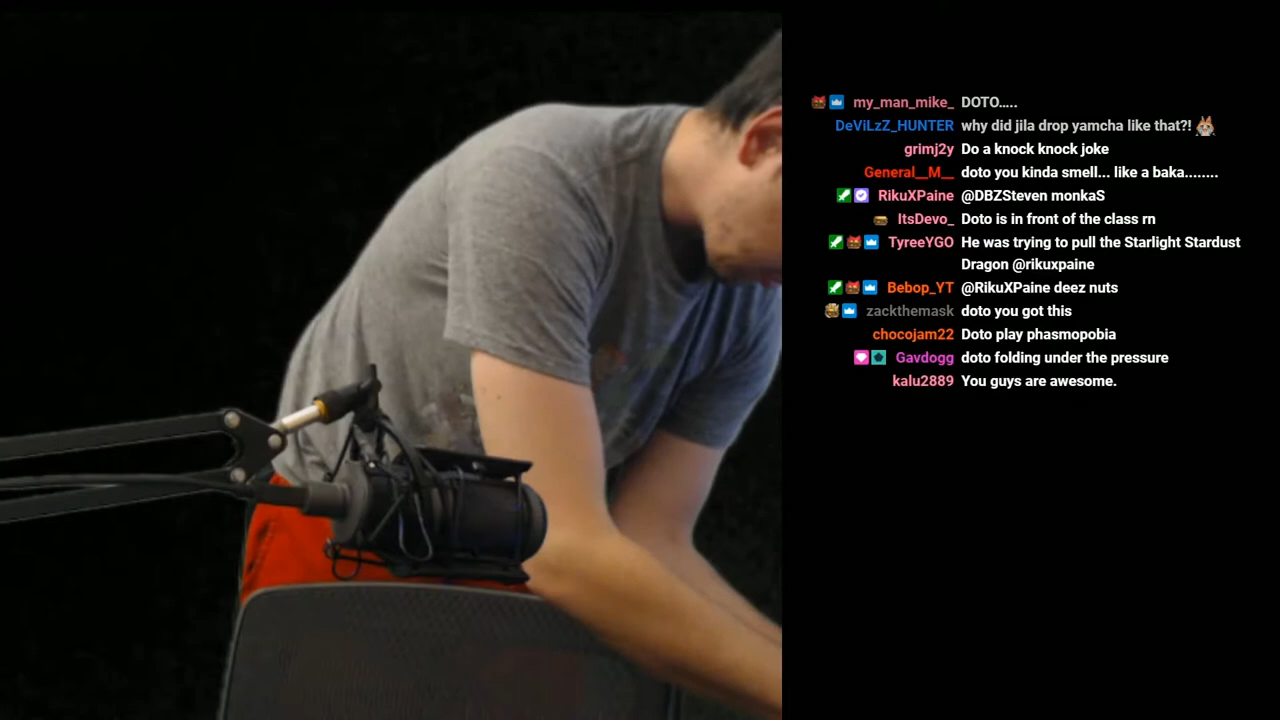 my_man_mike_ DOTO.....
DeViLzZ_HUNTER why did jila drop yamcha like that?!
grimj2y Do a knock knock joke
General__M__ doto you kinda smell... like a baka........
RikuXPaine @DBZSteven monkaS
ItsDevo_ Doto is in front of the class rn
TyreeYGO He was trying to pull the Starlight Stardust
Dragon @rikuxpaine
Bebop_YT @RikuXPaine deez nuts
zackthemask doto you got this
chocojam22 Doto play phasmopobia
Gavdogg doto folding under the pressure
kalu2889 You guys are awesome.